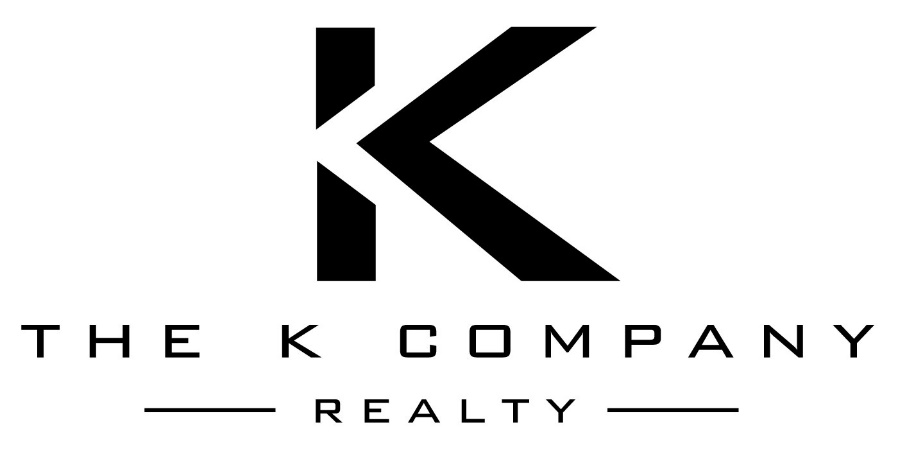 K
THE K COMPANY
REALTY